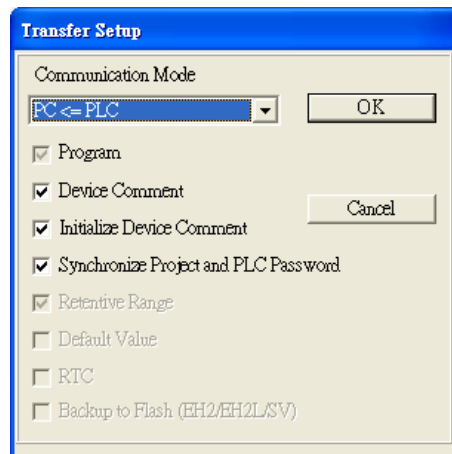 Transfer Setup
Communication Mode
PC <= PLC
OK
Program
Device Comment
Cancel
Initialize Device Comment
Synchronize Project and PLC Password
Retentive Range
Default Value
RTC
Backup to Flash (EH2/EH2L/SV)